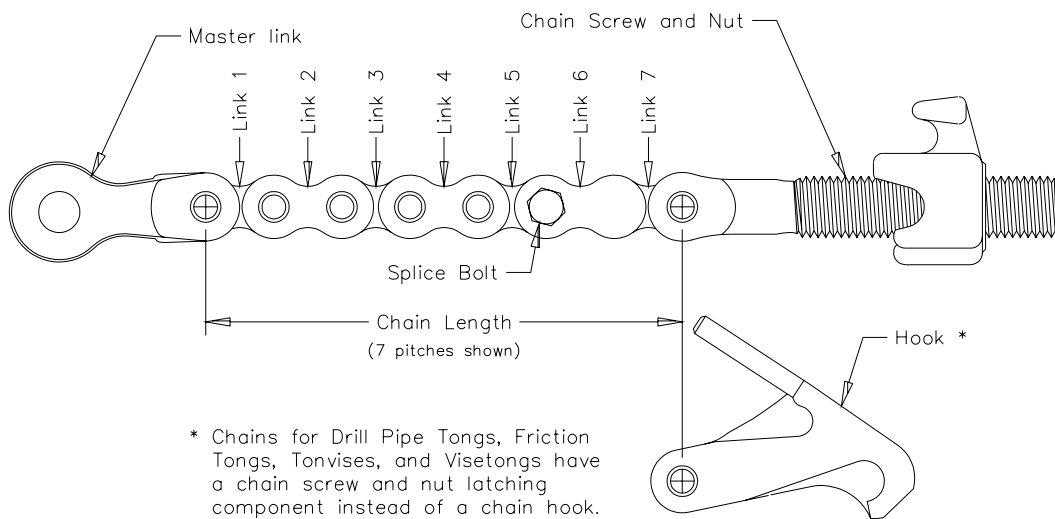 Master link
Chain Screw and Nut
Link 1
Link 2
Link 3
Link 4
Link 5
Link 6
Link 7
Splice Bolt
Chain Length
(7 pitches shown)
Hook *
* Chains for Drill Pipe Tongs, Friction
Tongs, Tonvises, and Visetongs have
a chain screw and nut latching
component instead of a chain hook.